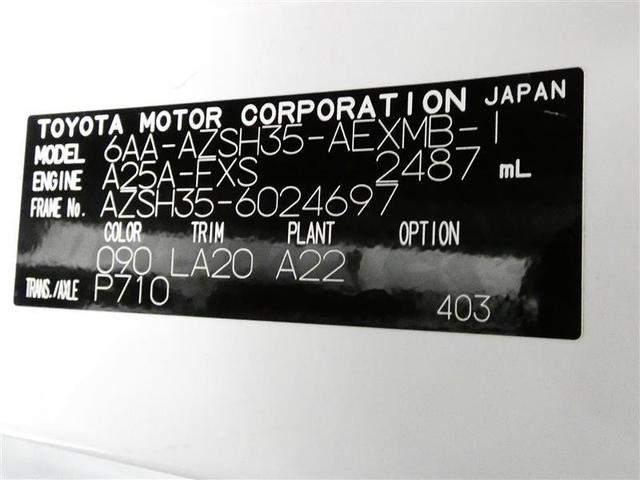 TOYOTA MOTOR CORPORATION JAPAN
MODEL 6AA-AZSH35-AEXMB-1
ENGINE A25A-FXS 2487 mL
FRAME No. AZSH35-6024697
COLOR TRIM PLANT OPTION
090 LA20 A22
TRANS./AXLE P710
403